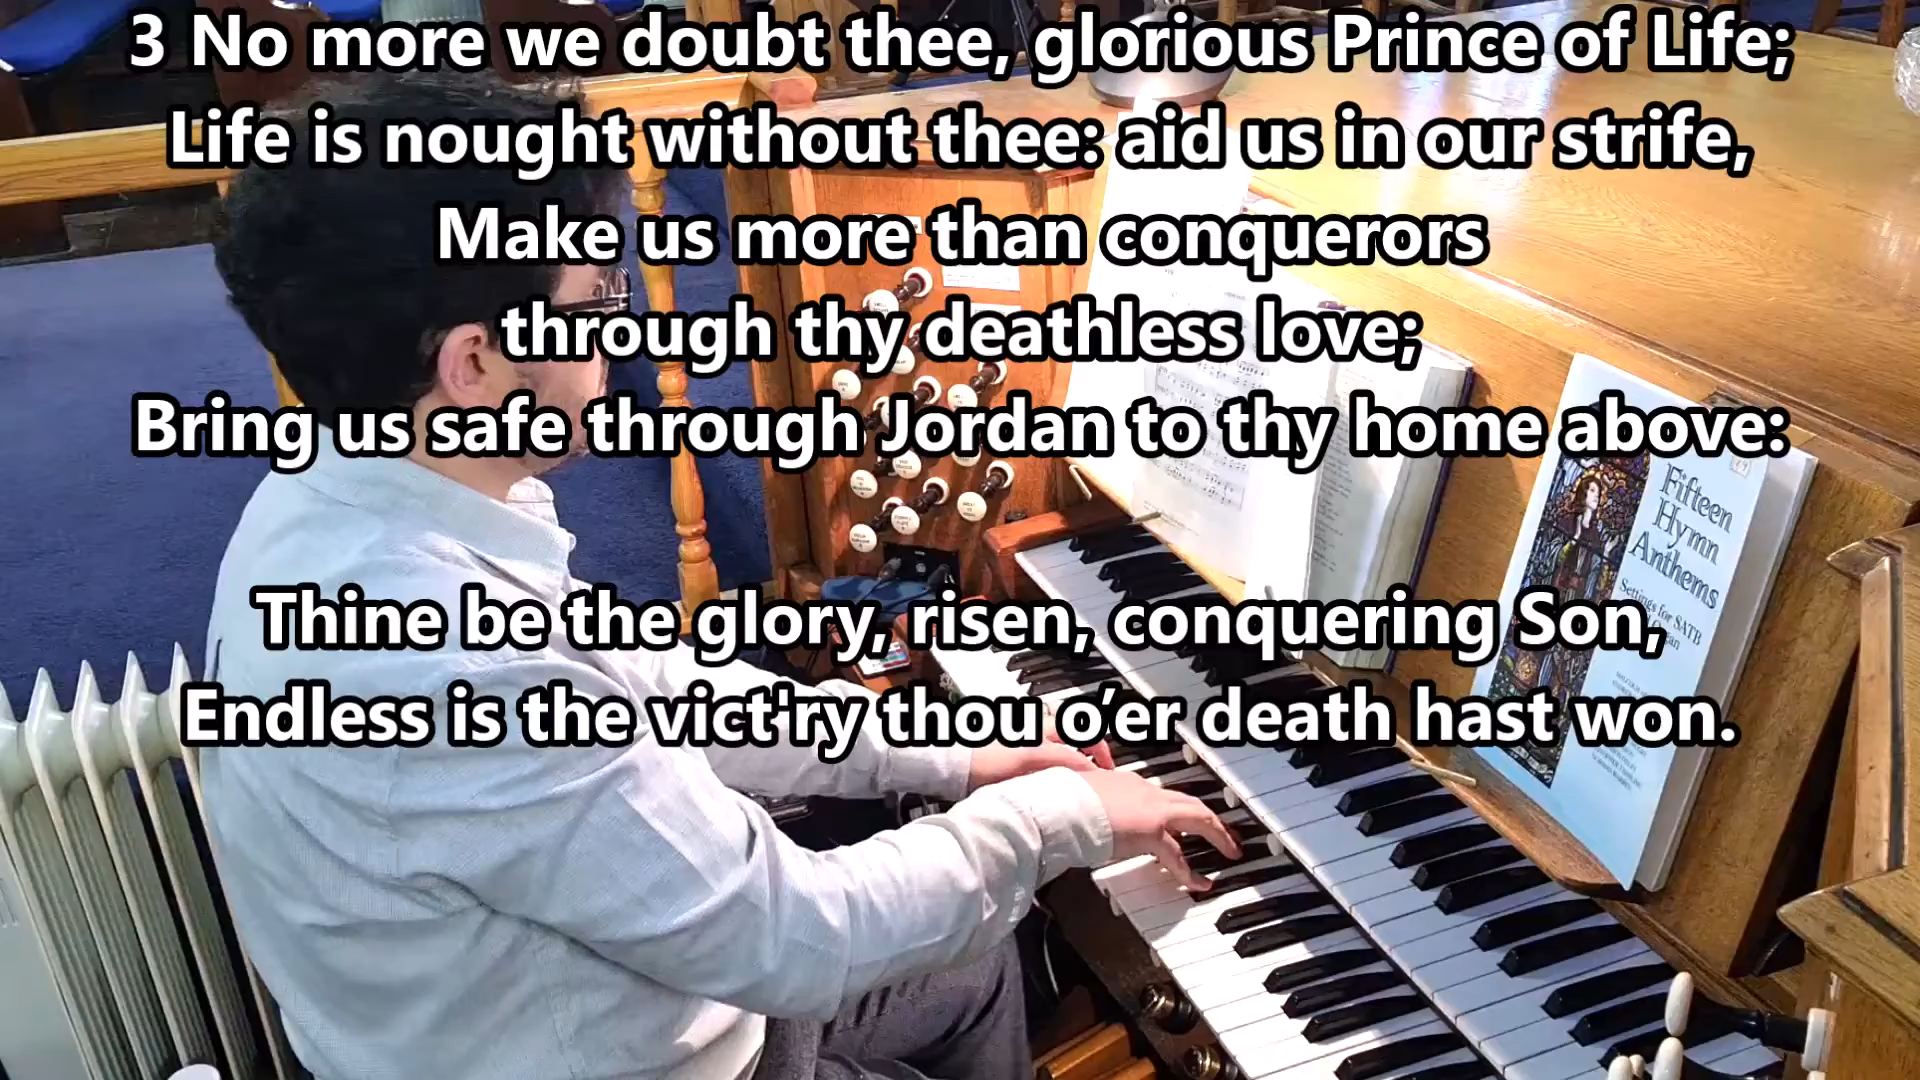 3 No more we doubt thee, glorious Prince of Life;
Life is nought without thee: aid us in our strife,
Make us more than conquerors
through thy deathless love;
Bring us safe through Jordan to thy home above:
Thine be the glory, risen, conquering Son,
Endless is the vict'ry thou o’er death hast won.
Fifteen
Hymn
Anthems
Settings for SATB